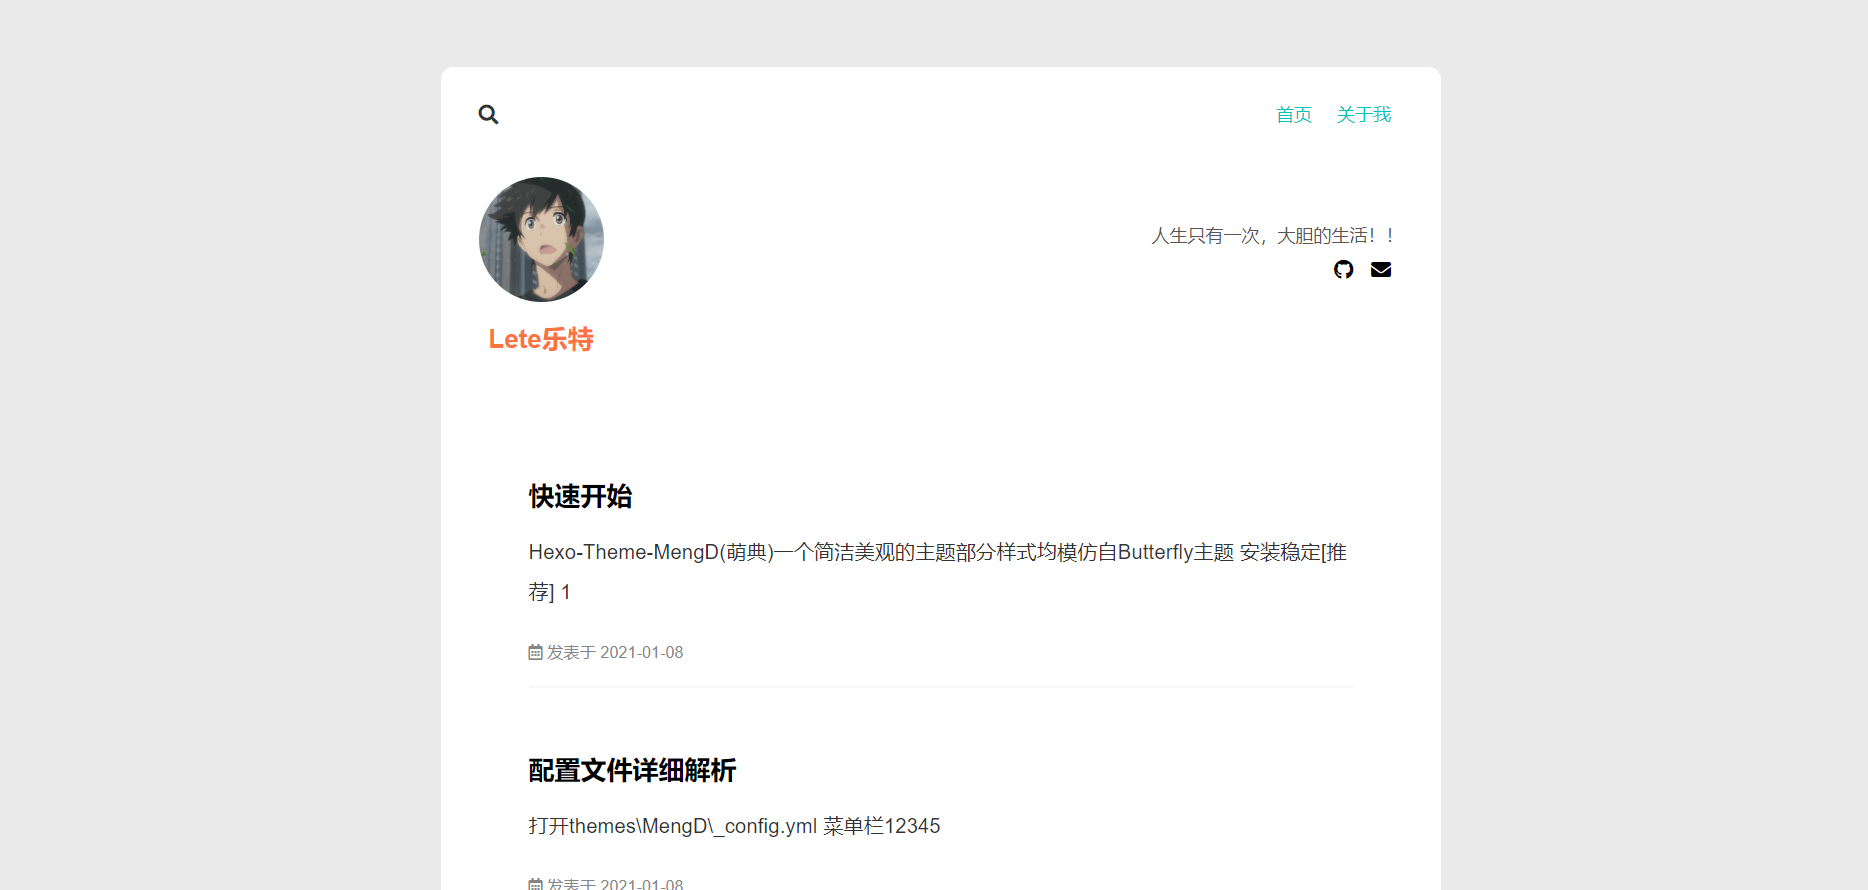 首页 关于我
人生只有一次，大胆的生活！！
Lete乐特
快速开始
Hexo-Theme-MengD(萌典)一个简洁美观的主题部分样式均模仿自Butterfly主题 安装稳定[推
荐] 1
发表于 2021-01-08
配置文件详细解析
打开themes\MengD\_config.yml 菜单栏12345
发表于 2021-01-08